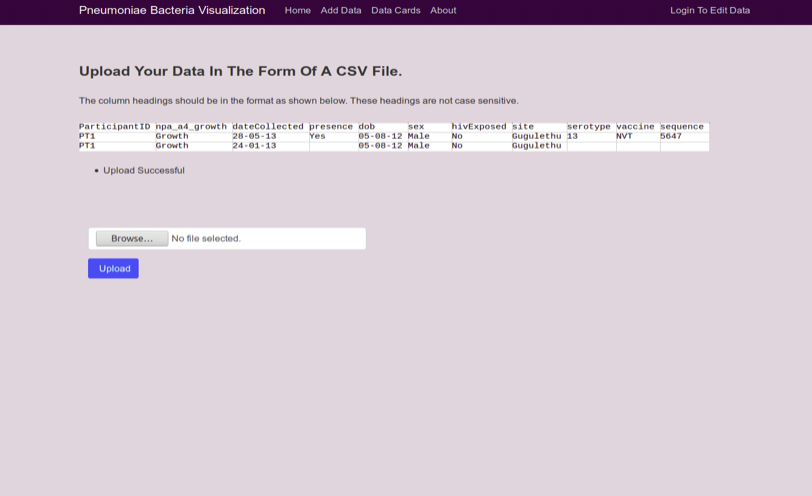 Pneumoniae Bacteria Visualization Home Add Data Data Cards About Login To Edit Data
Upload Your Data In The Form Of A CSV File.
The column headings should be in the format as shown below. These headings are not case sensitive.
ParticipantID npa_a4_growth dateCollected presence dob sex hivExposed site serotype vaccine sequence
PT1 Growth 28-05-13 Yes 05-08-12 Male No Gugulethu 13 NVT 5647
PT1 Growth 24-01-13 05-08-12 Male No Gugulethu
• Upload Successful
Browse... No file selected.
Upload